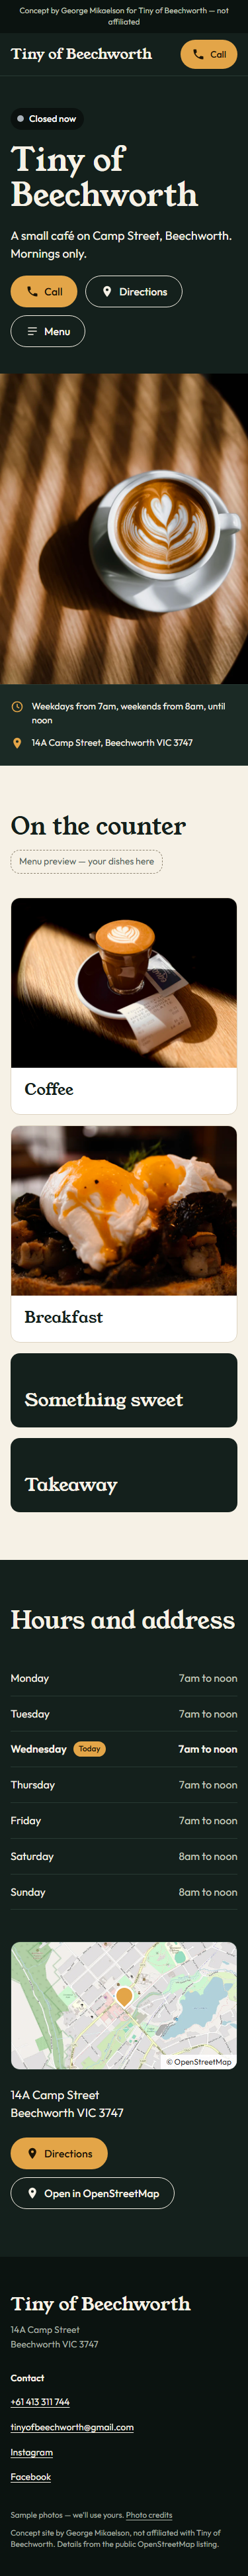 Concept by George Mikaelson for Tiny of Beechworth — not
affiliated
Tiny of Beechworth
Call
Closed now
Tiny of
Beechworth
A small café on Camp Street, Beechworth.
Mornings only.
Call
Directions
Menu
Weekdays from 7am, weekends from 8am, until
noon
14A Camp Street, Beechworth VIC 3747
On the counter
Menu preview — your dishes here
Coffee
Breakfast
Something sweet
Takeaway
Hours and address
Monday 7am to noon
Tuesday 7am to noon
Wednesday Today 7am to noon
Thursday 7am to noon
Friday 7am to noon
Saturday 8am to noon
Sunday 8am to noon
© OpenStreetMap
14A Camp Street
Beechworth VIC 3747
Directions
Open in OpenStreetMap
Tiny of Beechworth
14A Camp Street
Beechworth VIC 3747
Contact
+61 413 311 744
tinyofbeechworth@gmail.com
Instagram
Facebook
Sample photos — we'll use yours. Photo credits
Concept site by George Mikaelson, not affiliated with Tiny of
Beechworth. Details from the public OpenStreetMap listing.